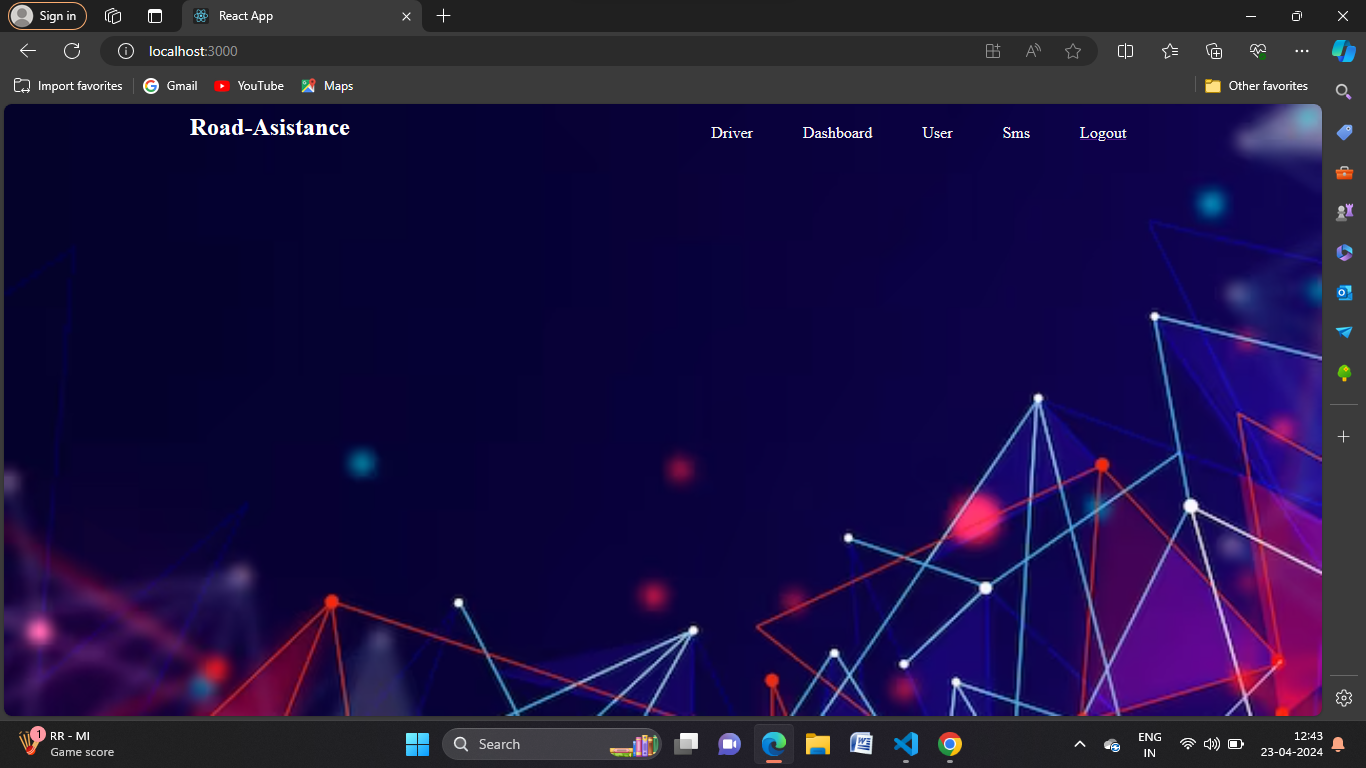 Sign in
React App
localhost:3000
Import favorites
Gmail
YouTube
Maps
Other favorites
Road-Asistance
Driver
Dashboard
User
Sms
Logout
1
RR - MI
Game score
Search
ENG
IN
12:43
23-04-2024